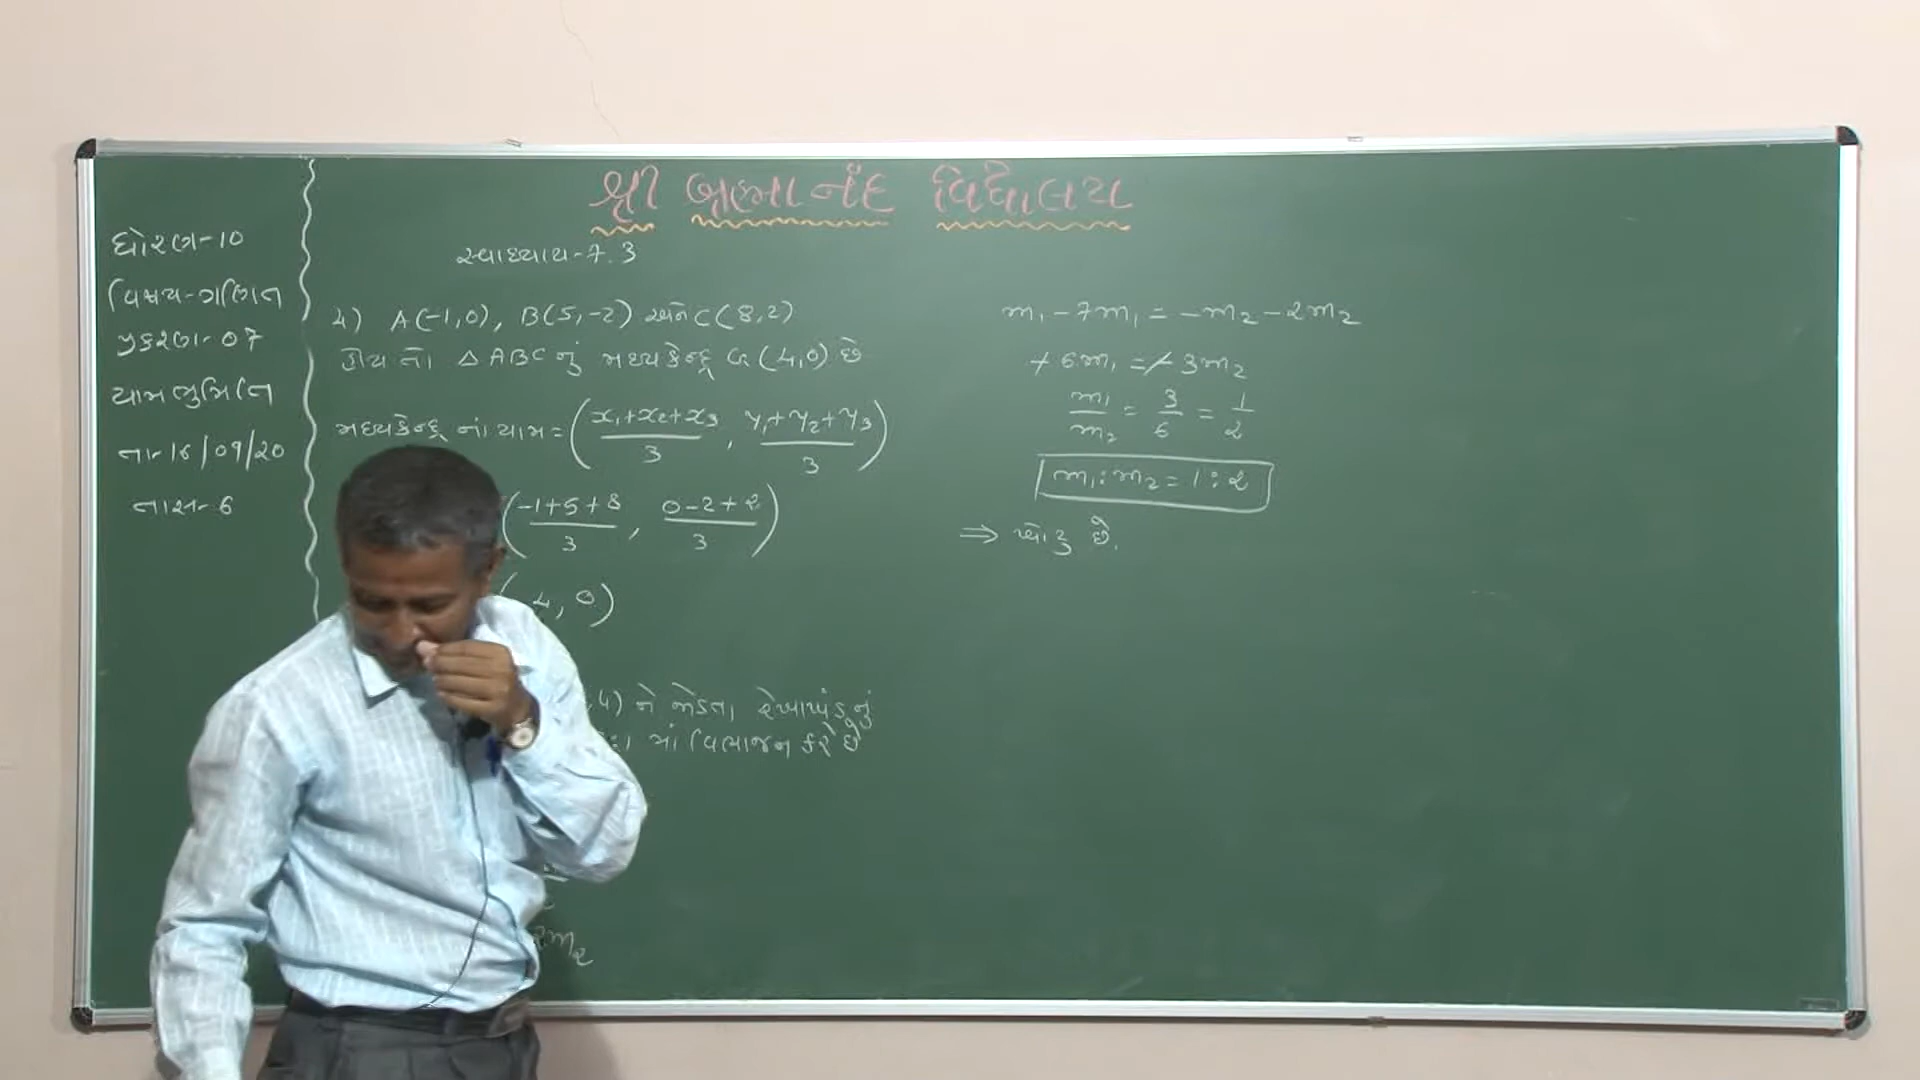 શ્રી બ્રહ્માનંદ વિદ્યાલય
ધોરણ-10
વિષય-ગણિત
પ્રકરણ-07
યામ ભૂમિતિ
તા-16/09/20
તાસ-6
સ્વાધ્યાય-7.3
4) A(-1,0), B(5,-2) અને C(8,2)
હોય તો △ABC નું મધ્યકેન્દ્ર G(4,0) છે
મધ્યકેન્દ્ર નાં યામ = ( (x₁+x₂+x₃)/3 , (y₁+y₂+y₃)/3 )
( (-1+5+8)/3 , (0-2+2)/3 )
(4, 0)
4) ને જોડતા રેખાખંડનું
માં વિભાજન કરે છે
2m₂
m₁-7m₁ = -m₂-2m₂
-6m₁ = -3m₂
m₁/m₂ = 3/6 = 1/2
m₁:m₂ = 1:2
⇒ ખોટુ છે.